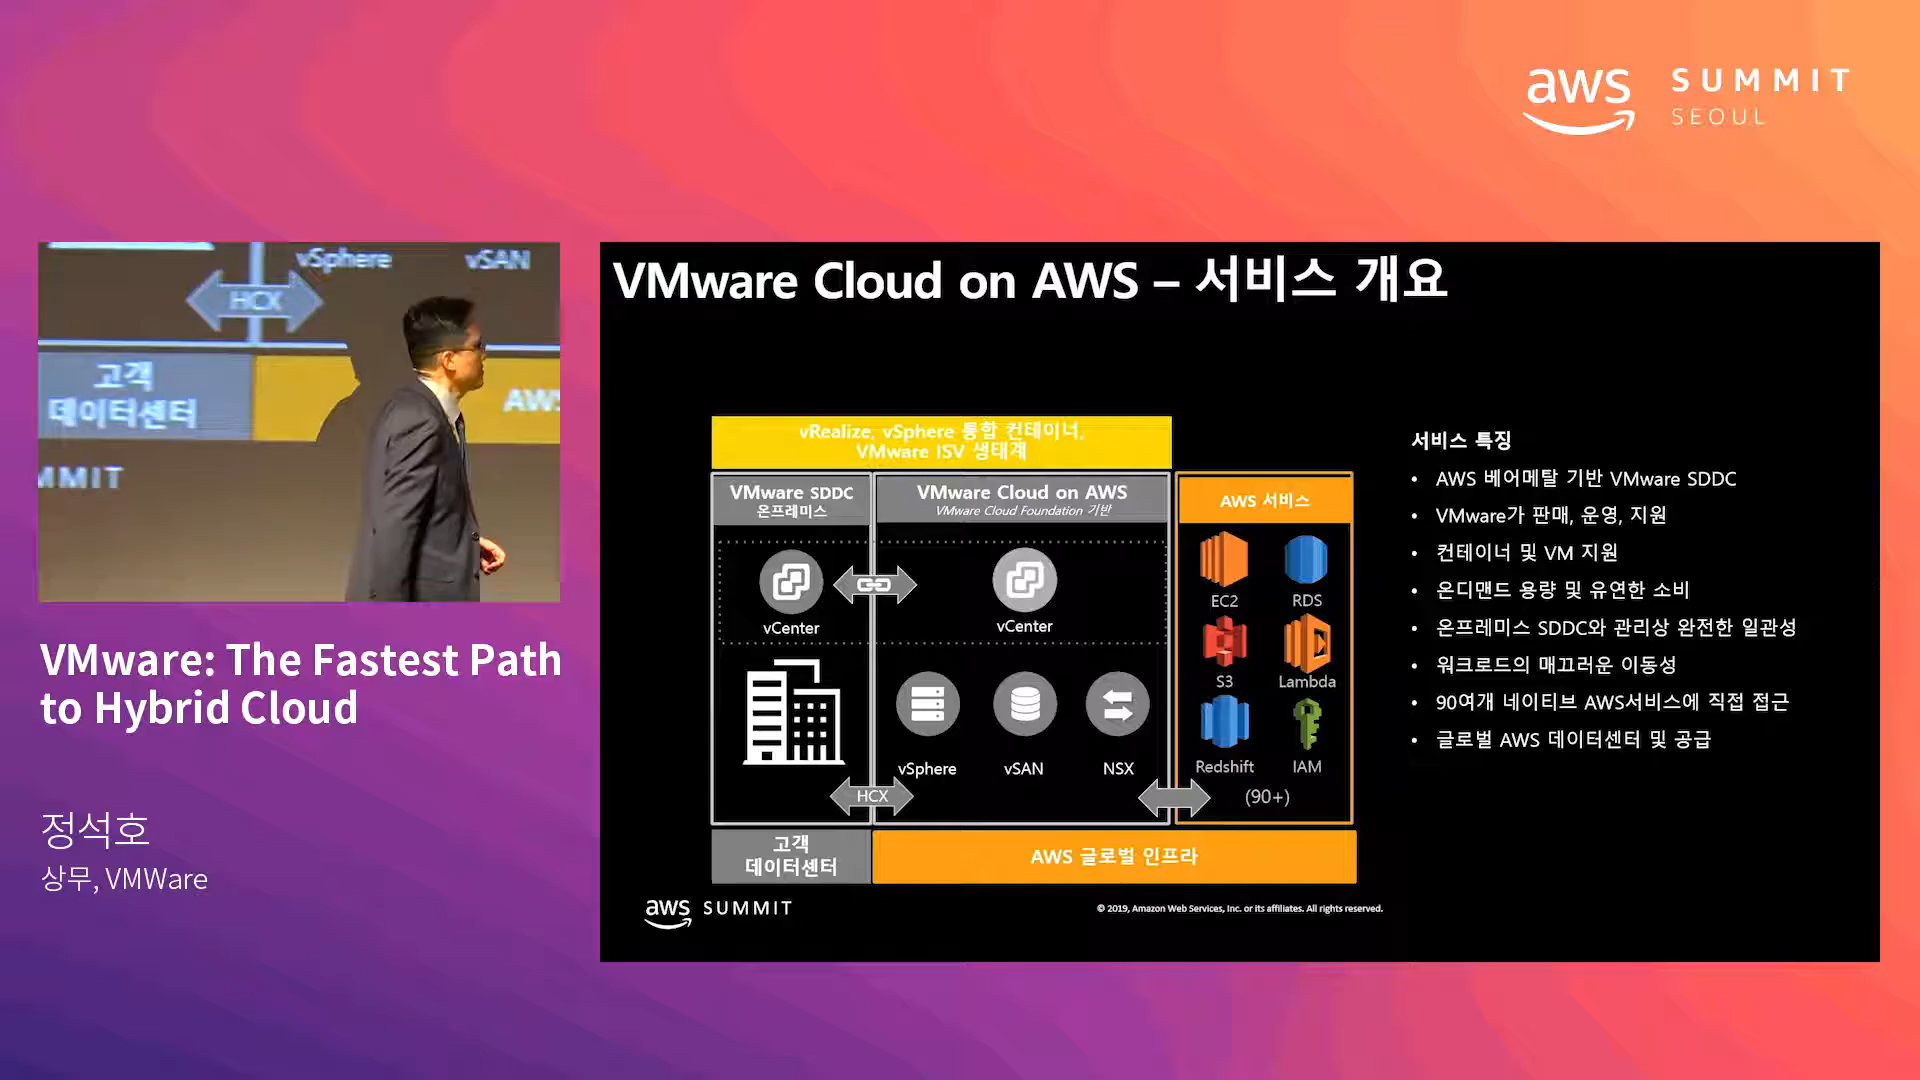 aws SUMMIT
SEOUL
vSphere vSAN
HCX
고객
데이터센터
AWS
MMIT
VMware: The Fastest Path
to Hybrid Cloud
정석호
상무, VMWare
VMware Cloud on AWS – 서비스 개요
vRealize, vSphere 통합 컨테이너,
VMware ISV 생태계
VMware SDDC
온프레미스
VMware Cloud on AWS
VMware Cloud Foundation 기반
AWS 서비스
vCenter
vCenter
EC2 RDS
S3 Lambda
Redshift IAM
(90+)
vSphere vSAN NSX
HCX
고객
데이터센터
AWS 글로벌 인프라
서비스 특징
• AWS 베어메탈 기반 VMware SDDC
• VMware가 판매, 운영, 지원
• 컨테이너 및 VM 지원
• 온디맨드 용량 및 유연한 소비
• 온프레미스 SDDC와 관리상 완전한 일관성
• 워크로드의 매끄러운 이동성
• 90여개 네이티브 AWS서비스에 직접 접근
• 글로벌 AWS 데이터센터 및 공급
aws SUMMIT
© 2019, Amazon Web Services, Inc. or its affiliates. All rights reserved.